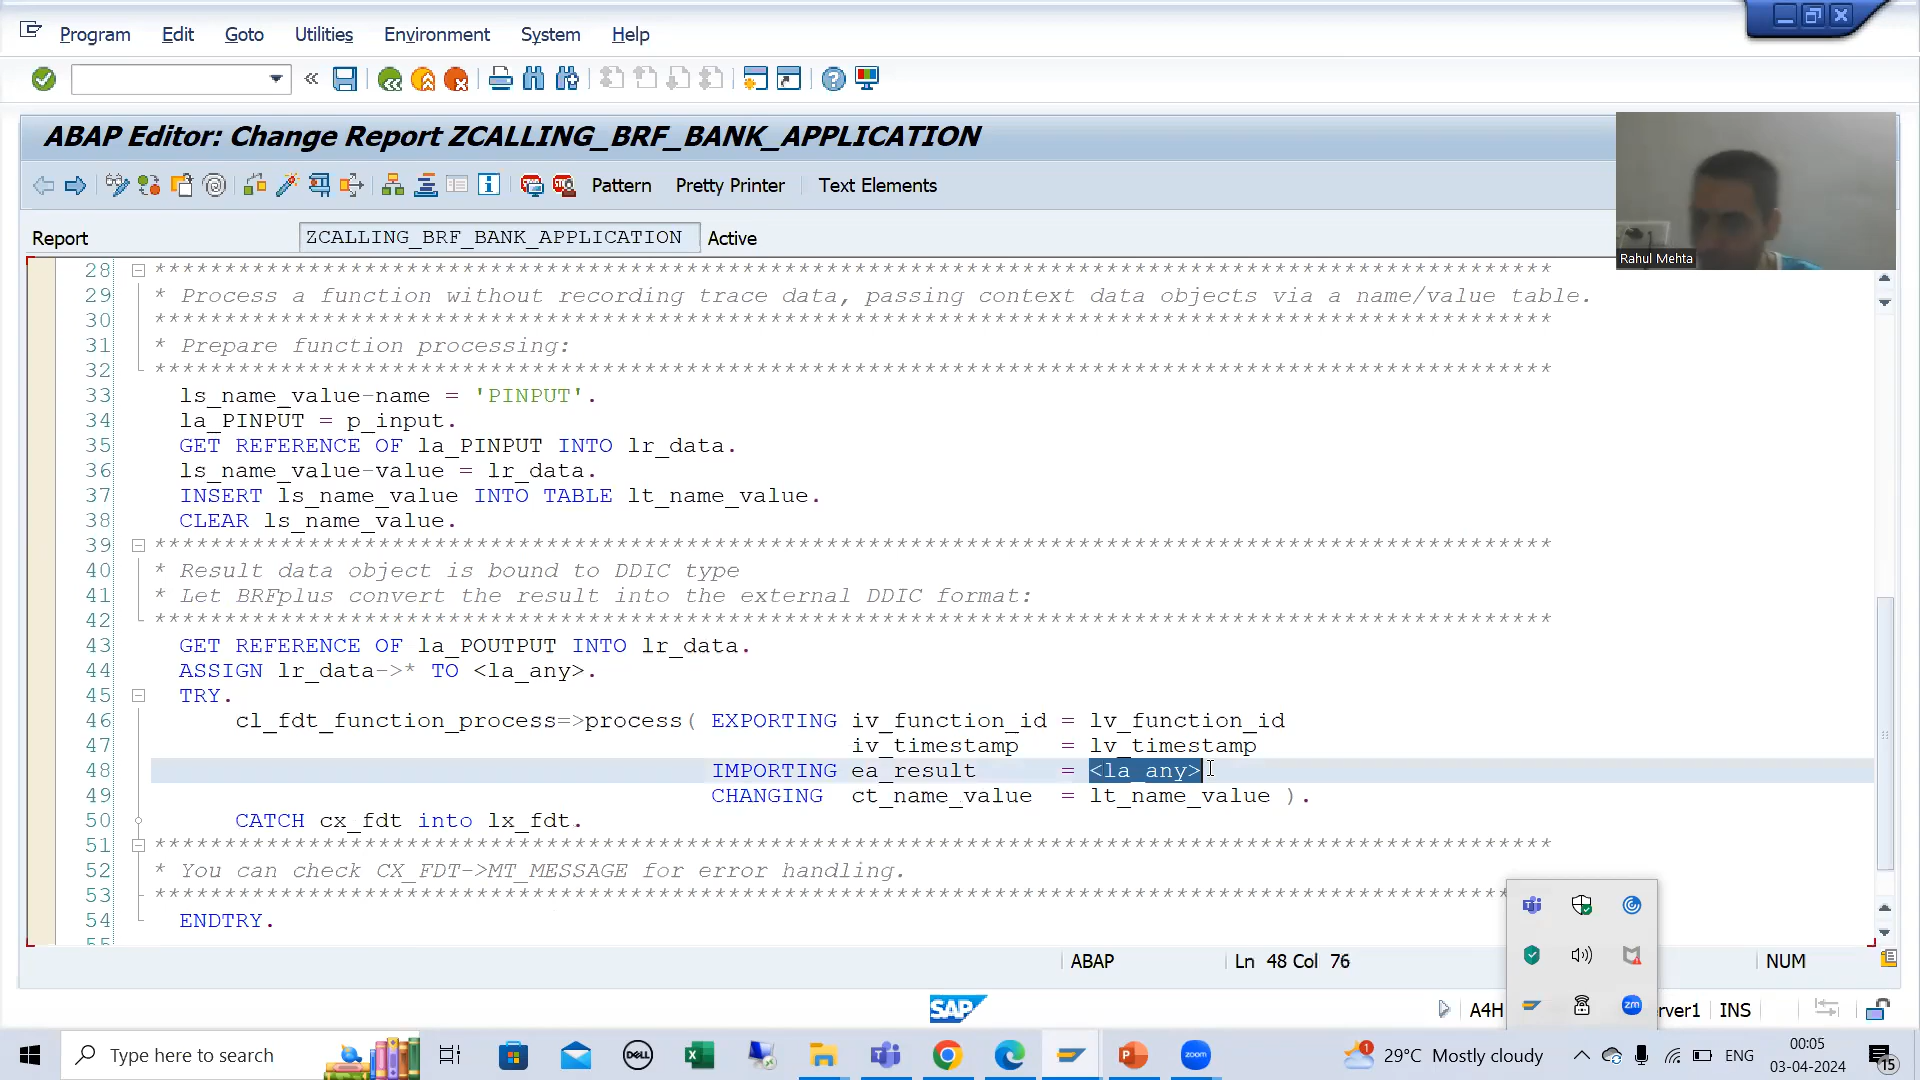 Program Edit Goto Utilities Environment System Help
ABAP Editor: Change Report ZCALLING_BRF_BANK_APPLICATION
Pattern Pretty Printer Text Elements
Report ZCALLING_BRF_BANK_APPLICATION Active
Rahul Mehta
28 ****************************************************************************************************
29 * Process a function without recording trace data, passing context data objects via a name/value table.
30 ****************************************************************************************************
31 * Prepare function processing:
32 ****************************************************************************************************
33 ls_name_value-name = 'PINPUT'.
34 la_PINPUT = p_input.
35 GET REFERENCE OF la_PINPUT INTO lr_data.
36 ls_name_value-value = lr_data.
37 INSERT ls_name_value INTO TABLE lt_name_value.
38 CLEAR ls_name_value.
39 ****************************************************************************************************
40 * Result data object is bound to DDIC type
41 * Let BRFplus convert the result into the external DDIC format:
42 ****************************************************************************************************
43 GET REFERENCE OF la_POUTPUT INTO lr_data.
44 ASSIGN lr_data->* TO <la_any>.
45 TRY.
46 cl_fdt_function_process=>process( EXPORTING iv_function_id = lv_function_id
47 iv_timestamp = lv_timestamp
48 IMPORTING ea_result = <la_any>
49 CHANGING ct_name_value = lt_name_value ).
50 CATCH cx_fdt into lx_fdt.
51 ****************************************************************************************************
52 * You can check CX_FDT->MT_MESSAGE for error handling.
53 ****************************************************************************************************
54 ENDTRY.
55
ABAP Ln 48 Col 76 NUM
SAP A4H rver1 INS
Type here to search DELL zoom 29°C Mostly cloudy ENG 00:05
03-04-2024 15